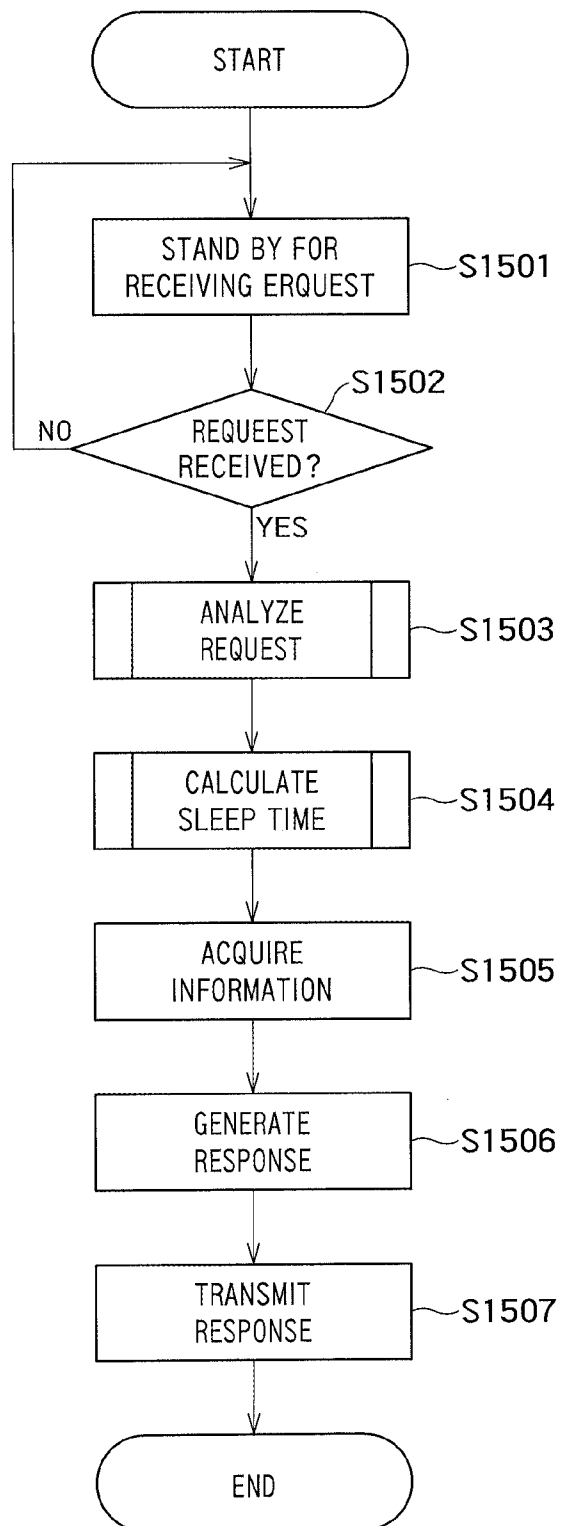 START
STAND BY FOR
RECEIVING ERQUEST
S1501
S1502
REQUEEST
RECEIVED?
NO
YES
ANALYZE
REQUEST
S1503
CALCULATE
SLEEP TIME
S1504
ACQUIRE
INFORMATION
S1505
GENERATE
RESPONSE
S1506
TRANSMIT
RESPONSE
S1507
END